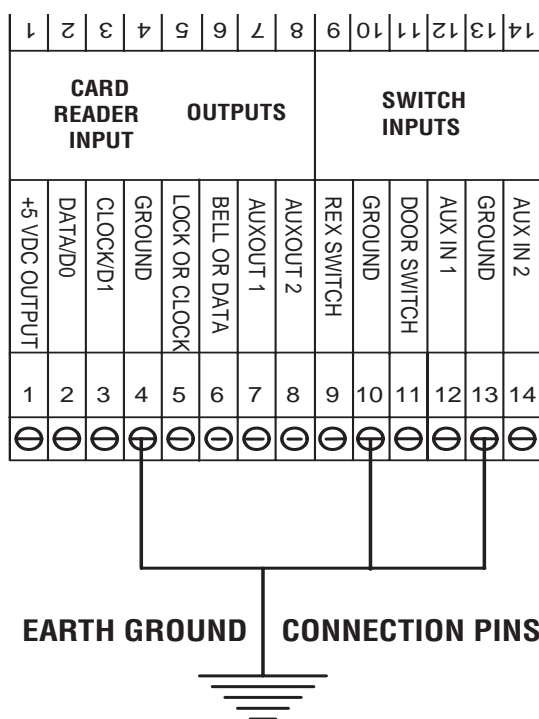 1 2 3 4 5 6 7 8 9 10 11 12 13 14
CARD
READER
INPUT
OUTPUTS
SWITCH
INPUTS
+5 VDC OUTPUT
DATA/D0
CLOCK/D1
GROUND
LOCK OR CLOCK
BELL OR DATA
AUXOUT 1
AUXOUT 2
REX SWITCH
GROUND
DOOR SWITCH
AUX IN 1
GROUND
AUX IN 2
1 2 3 4 5 6 7 8 9 10 11 12 13 14
EARTH GROUND CONNECTION PINS